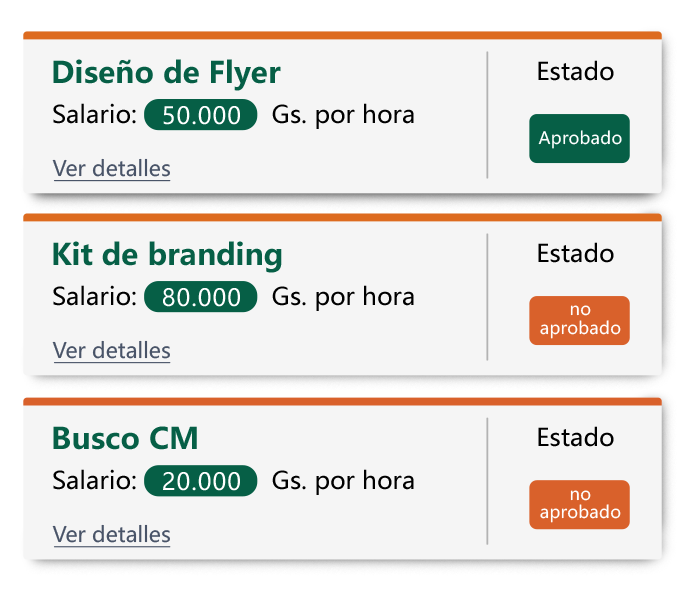 Diseño de Flyer
Salario: 50.000 Gs. por hora
Ver detalles
Estado
Aprobado
Kit de branding
Salario: 80.000 Gs. por hora
Ver detalles
Estado
no
aprobado
Busco CM
Salario: 20.000 Gs. por hora
Ver detalles
Estado
no
aprobado